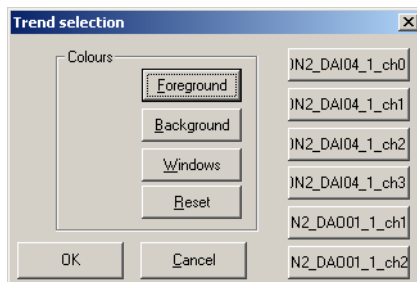 Trend selection
Colours
Foreground
Background
Windows
Reset
OK
Cancel
N2_DAI04_1_ch0
N2_DAI04_1_ch1
N2_DAI04_1_ch2
N2_DAI04_1_ch3
N2_DAO01_1_ch1
N2_DAO01_1_ch2